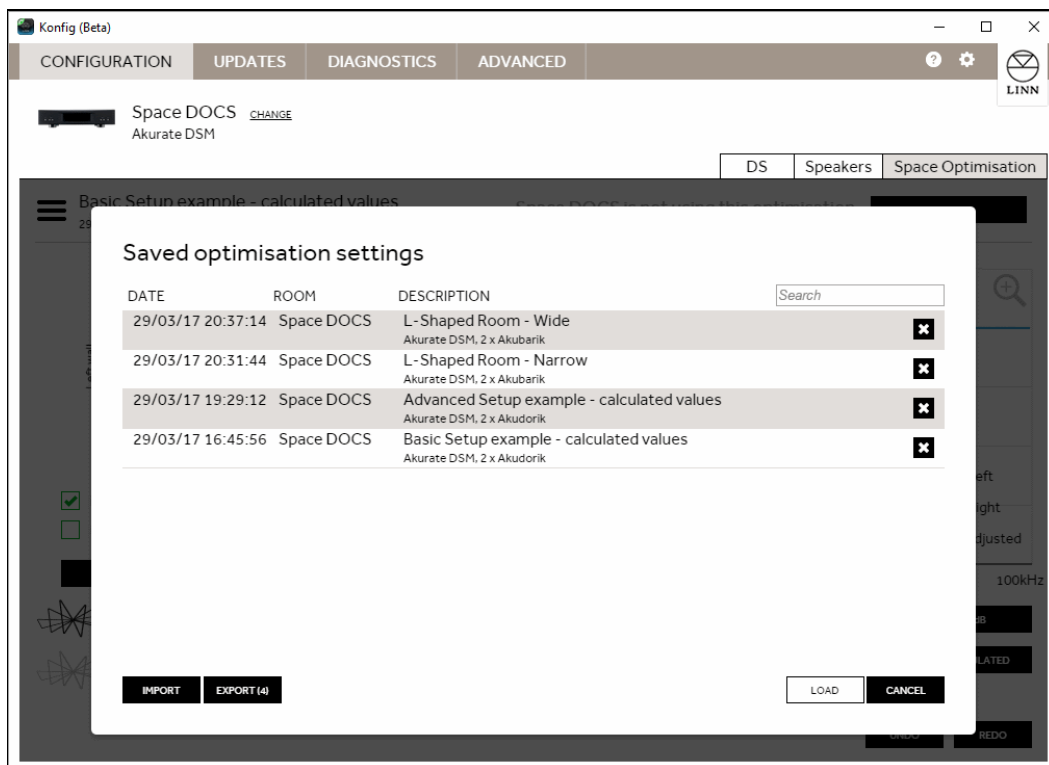 Konfig (Beta)
CONFIGURATION UPDATES DIAGNOSTICS ADVANCED
?
LINN
Space DOCS CHANGE
Akurate DSM
DS Speakers Space Optimisation
Basic Setup example - calculated values
29
Saved optimisation settings
DATE ROOM DESCRIPTION Search
29/03/17 20:37:14 Space DOCS L-Shaped Room - Wide
Akurate DSM, 2 x Akubarik
29/03/17 20:31:44 Space DOCS L-Shaped Room - Narrow
Akurate DSM, 2 x Akubarik
29/03/17 19:29:12 Space DOCS Advanced Setup example - calculated values
Akurate DSM, 2 x Akudorik
29/03/17 16:45:56 Space DOCS Basic Setup example - calculated values
Akurate DSM, 2 x Akudorik
eft
ight
djusted
100kHz
dB
LATED
IMPORT EXPORT (4) LOAD CANCEL
UNDO REDO